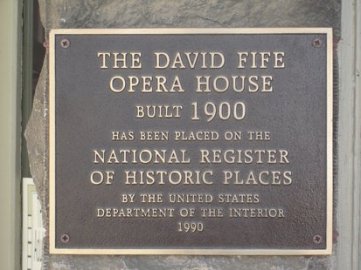 THE DAVID FIFE
OPERA HOUSE
BUILT 1900
HAS BEEN PLACED ON THE
NATIONAL REGISTER
OF HISTORIC PLACES
BY THE UNITED STATES
DEPARTMENT OF THE INTERIOR
1990